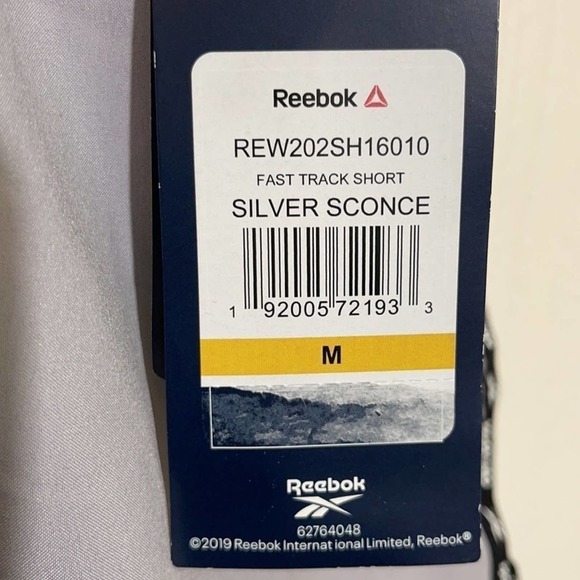 Reebok
REW202SH16010
FAST TRACK SHORT
SILVER SCONCE
1 92005 72193 3
M
Reebok
62764048
©2019 Reebok International Limited, Reebok®